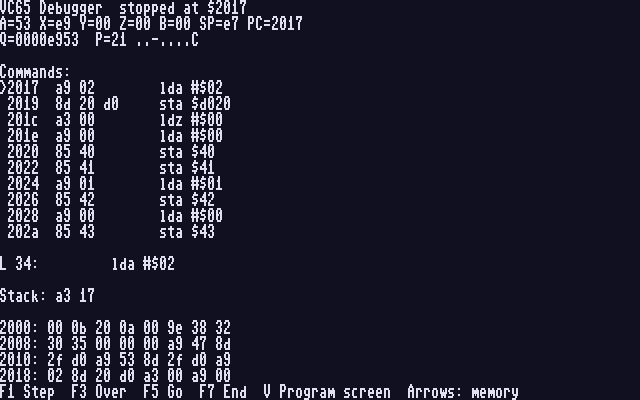 VC65 Debugger  stopped at $2017
A=53 X=e9 Y=00 Z=00 B=00 SP=e7 PC=2017
Q=0000e953  P=21 ..-....C
Commands:
>2017  a9 02        lda #$02
2019  8d 20 d0     sta $d020
201c  a3 00        ldz #$00
201e  a9 00        lda #$00
2020  85 40        sta $40
2022  85 41        sta $41
2024  a9 01        lda #$01
2026  85 42        sta $42
2028  a9 00        lda #$00
202a  85 43        sta $43
L 34:         lda #$02
Stack: a3 17
2000: 00 0b 20 0a 00 9e 38 32
2008: 30 35 00 00 00 a9 47 8d
2010: 2f d0 a9 53 8d 2f d0 a9
2018: 02 8d 20 d0 a3 00 a9 00
F1 Step  F3 Over  F5 Go  F7 End  V Program screen  Arrows: memory